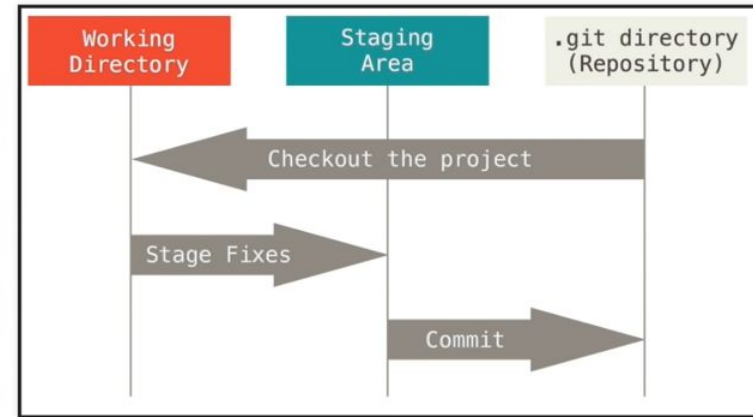 Working
Directory
Staging
Area
.git directory
(Repository)
Checkout the project
Stage Fixes
Commit